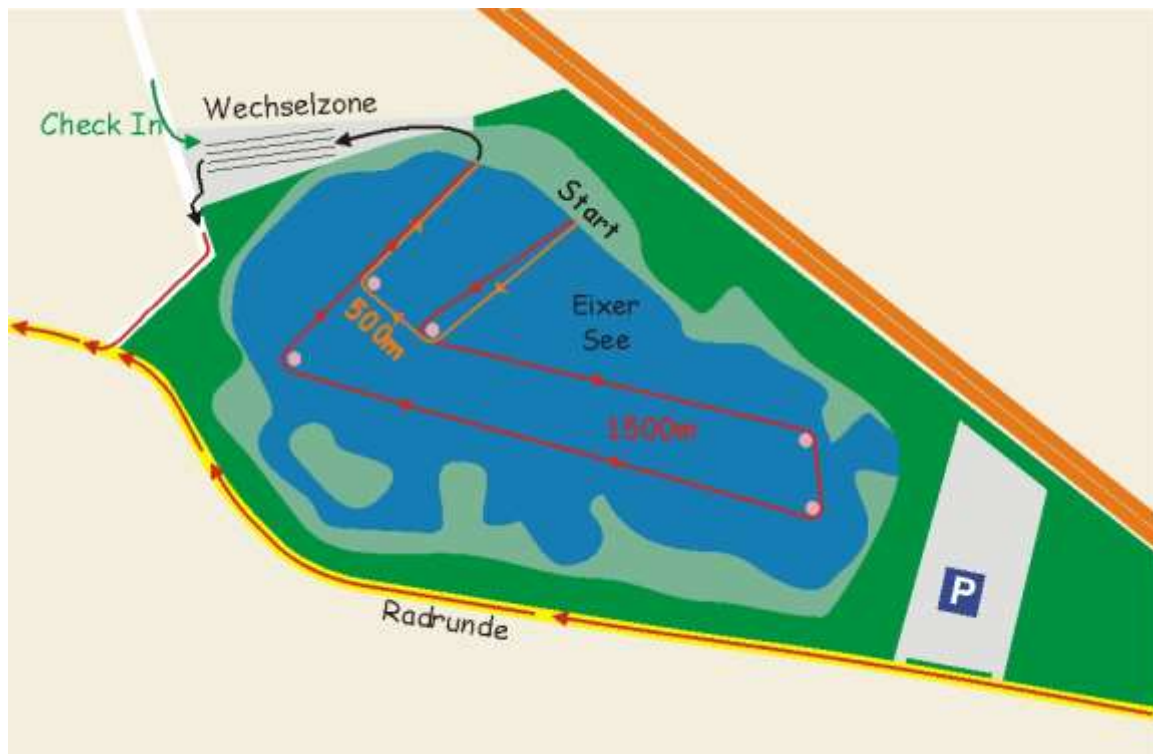 Wechselzone
Check In
Start
Eixer
See
500m
1500m
P
Radrunde